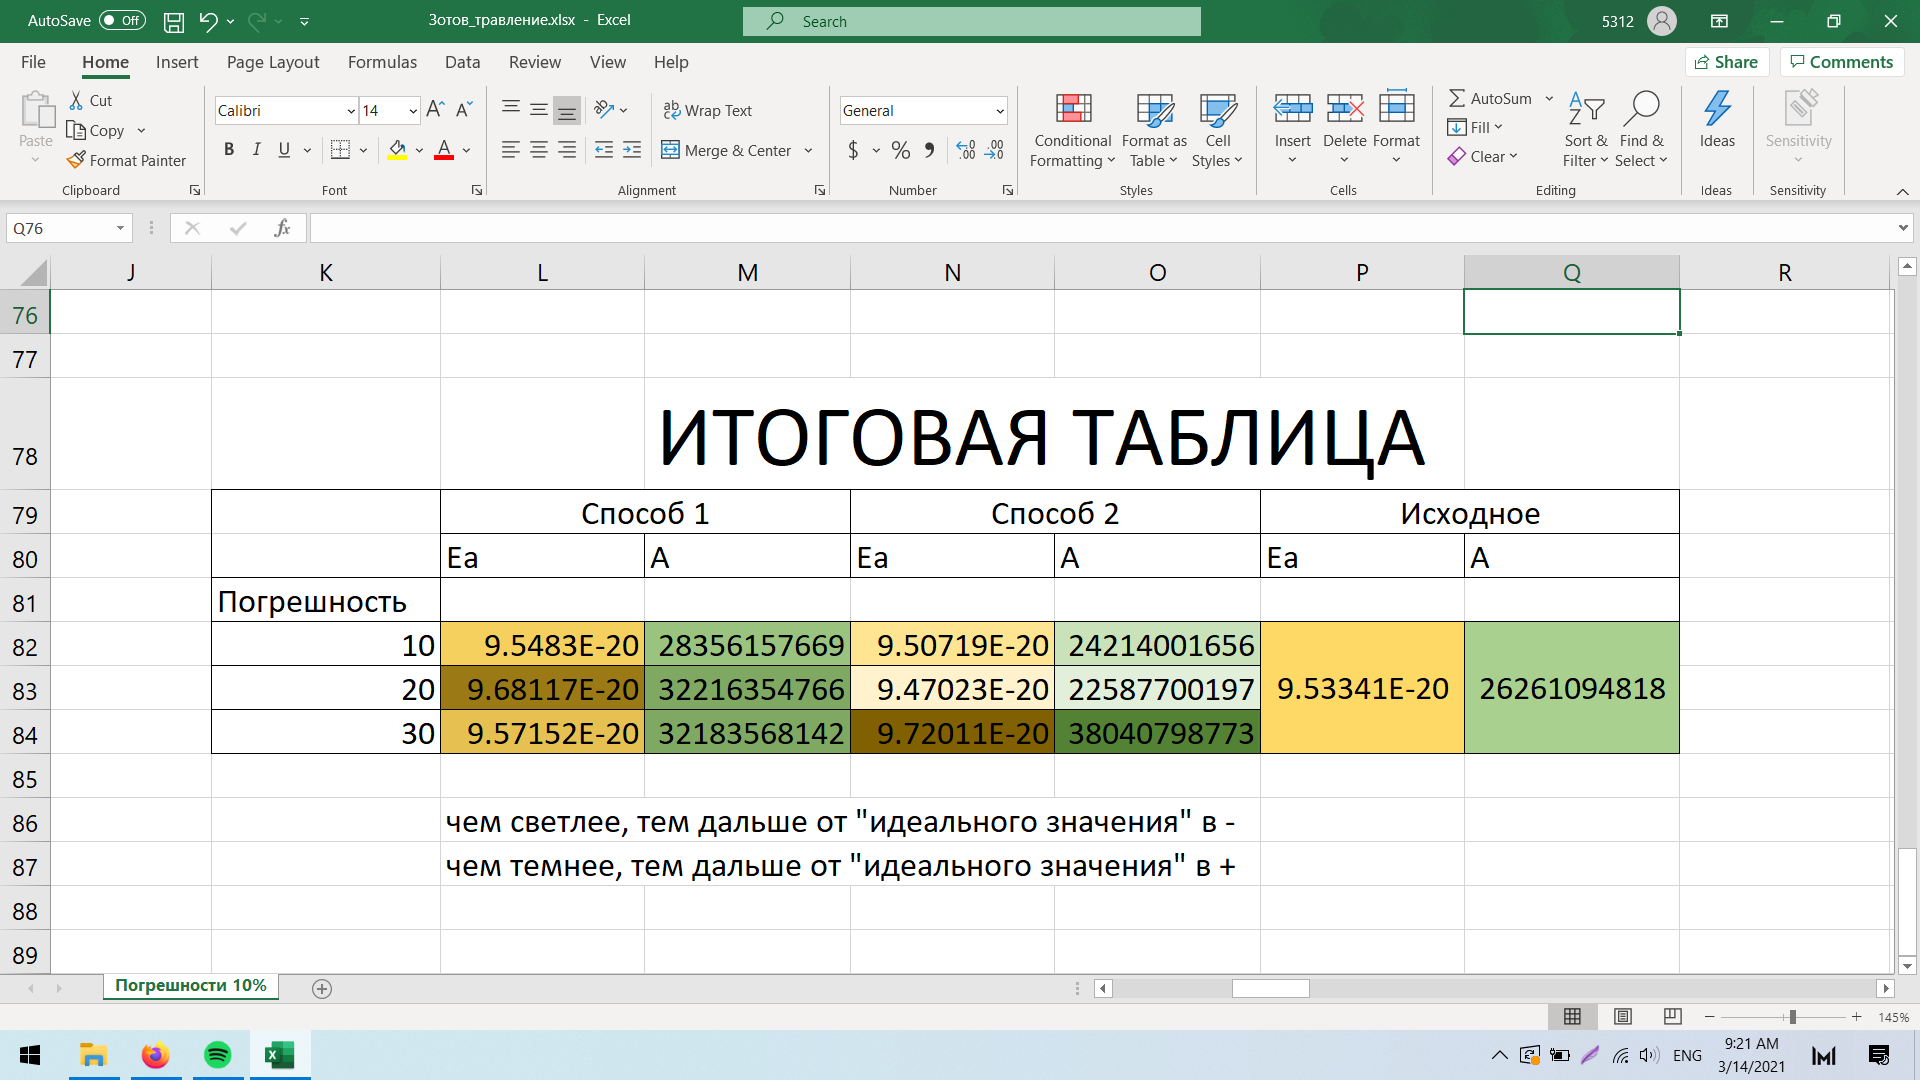 AutoSave Off Зотов_травление.xlsx - Excel Search 5312
File Home Insert Page Layout Formulas Data Review View Help Share Comments
Paste Cut Copy Format Painter Clipboard
Calibri 14 B I U A Font
ab Wrap Text Merge & Center Alignment
General $ % Number
Conditional Formatting Format as Table Cell Styles Styles
Insert Delete Format Cells
AutoSum Fill Clear Sort & Filter Find & Select Editing
Ideas Ideas
Sensitivity Sensitivity
Q76 fx
J K L M N O P Q R
76
77
78 ИТОГОВАЯ ТАБЛИЦА
79 Способ 1 Способ 2 Исходное
80 Ea A Ea A Ea A
81 Погрешность
82 10 9.5483E-20 28356157669 9.50719E-20 24214001656
83 20 9.68117E-20 32216354766 9.47023E-20 22587700197 9.53341E-20 26261094818
84 30 9.57152E-20 32183568142 9.72011E-20 38040798773
85
86 чем светлее, тем дальше от "идеального значения" в -
87 чем темнее, тем дальше от "идеального значения" в +
88
89
Погрешности 10%
145%
ENG 9:21 AM
3/14/2021